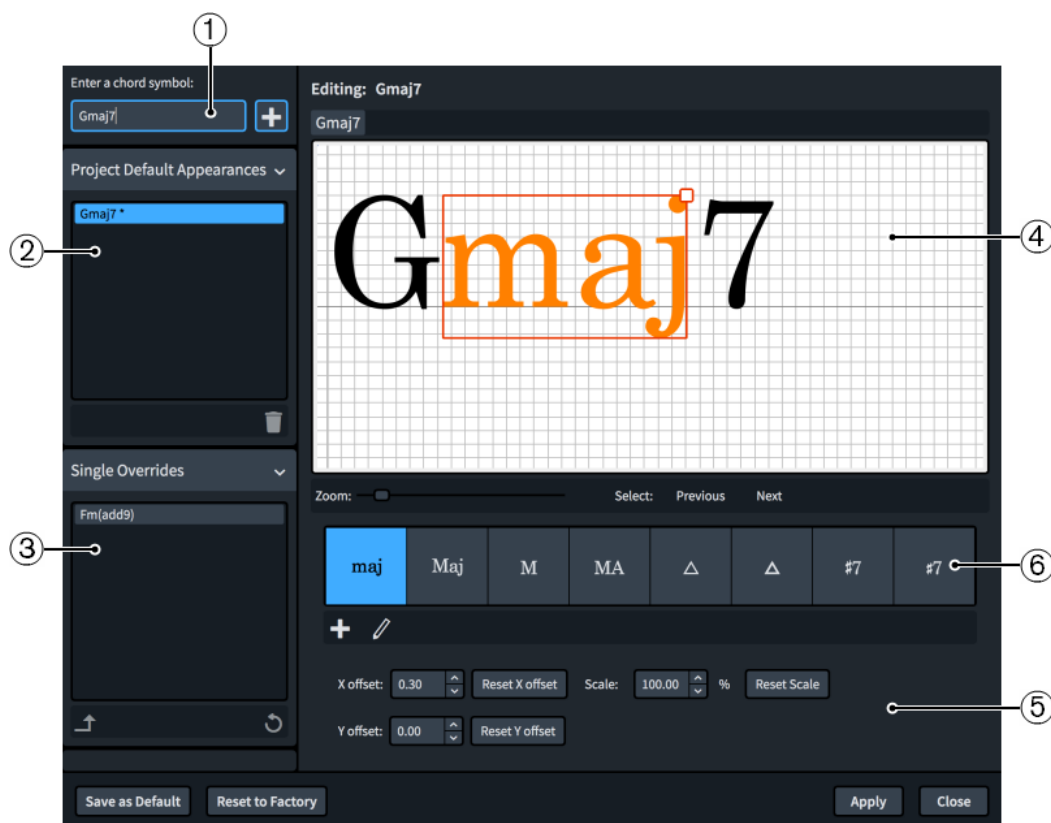 ①
Enter a chord symbol:
Gmaj7
Editing: Gmaj7
Gmaj7
Project Default Appearances
Gmaj7 *
②
Gmaj7
④
Single Overrides
Fm(add9)
③
Zoom:
Select: Previous Next
maj Maj M MA △ △ ♯7 ♯7
⑥
X offset: 0.30 Reset X offset Scale: 100.00 % Reset Scale
⑤
Y offset: 0.00 Reset Y offset
Save as Default Reset to Factory Apply Close